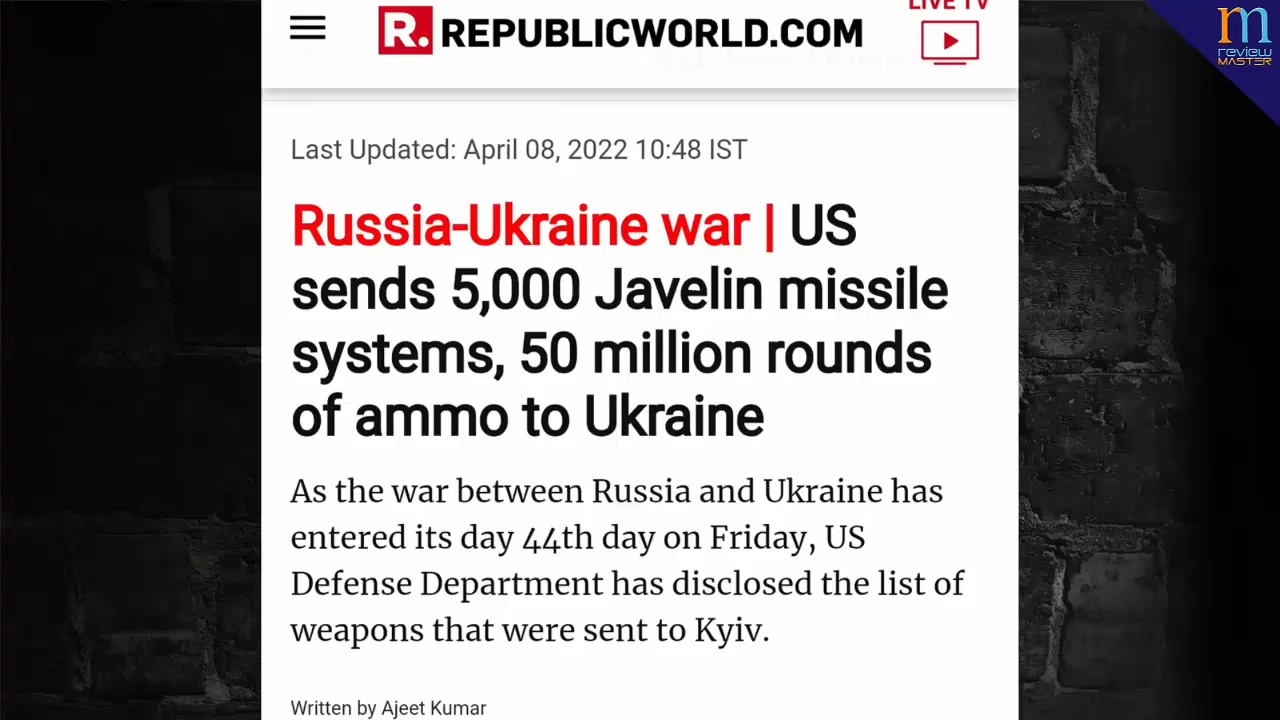 LIVE TV
R. REPUBLICWORLD.COM
m
review
MASTER
Last Updated: April 08, 2022 10:48 IST
Russia-Ukraine war | US
sends 5,000 Javelin missile
systems, 50 million rounds
of ammo to Ukraine
As the war between Russia and Ukraine has
entered its day 44th day on Friday, US
Defense Department has disclosed the list of
weapons that were sent to Kyiv.
Written by Ajeet Kumar